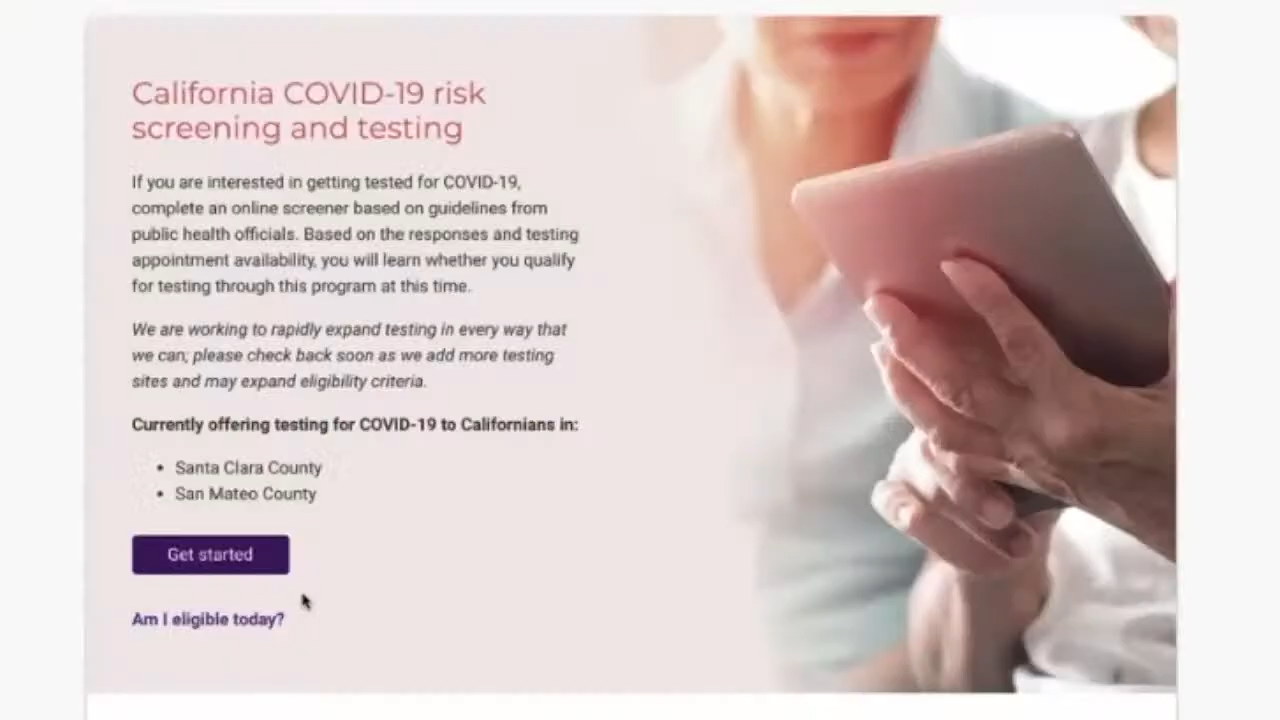 California COVID-19 risk
screening and testing
If you are interested in getting tested for COVID-19,
complete an online screener based on guidelines from
public health officials. Based on the responses and testing
appointment availability, you will learn whether you qualify
for testing through this program at this time.
We are working to rapidly expand testing in every way that
we can; please check back soon as we add more testing
sites and may expand eligibility criteria.
Currently offering testing for COVID-19 to Californians in:
• Santa Clara County
• San Mateo County
Get started
Am I eligible today?